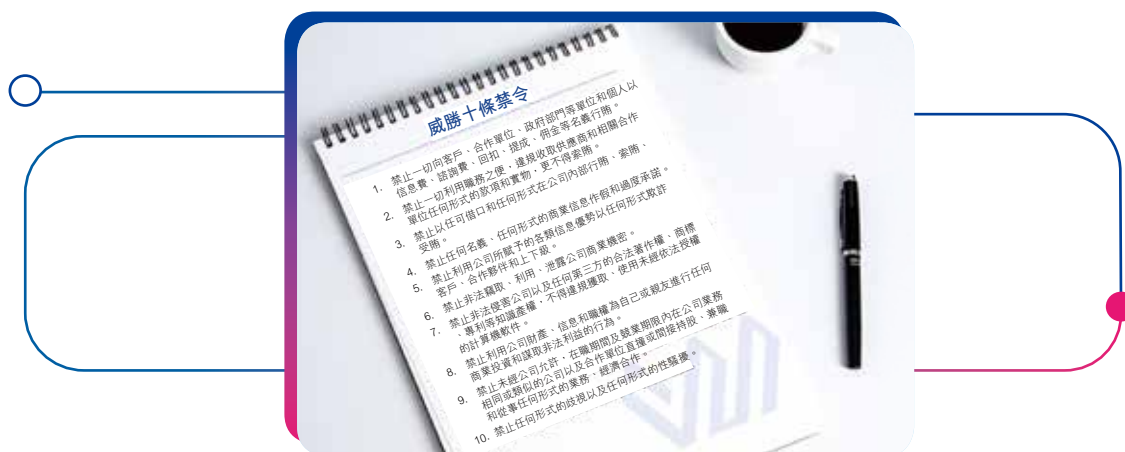 威勝十條禁令
1. 禁止一切向客戶、合作單位、政府部門等單位和個人以
信息費、諮詢費、回扣、提成、佣金等名義行賄。
2. 禁止一切利用職務之便，違規收取供應商和相關合作
單位任何形式的款項和實物，更不得索賄。
3. 禁止以任可借口和任何形式在公司內部行賄、索賄、
受賄。
4. 禁止任何名義、任何形式的商業信息作假和過度承諾。
5. 禁止利用公司所賦予的各類信息優勢以任何形式欺詐
客戶、合作夥伴和上下級。
6. 禁止非法竊取、利用、泄露公司商業機密。
7. 禁止非法侵害公司以及任何第三方的合法著作權、商標
、專利等知識產權，不得違規獲取、使用未經依法授權
的計算機軟件。
8. 禁止利用公司財產、信息和職權為自己或親友進行任何
商業投資和謀取非法利益的行為。
9. 禁止未經公司允許，在職期間及競業期限內在公司業務
相同或類似的公司以及合作單位直接或間接持股、兼職
和從事任何形式的業務、經濟合作。
10. 禁止任何形式的歧視以及任何形式的性騷擾。